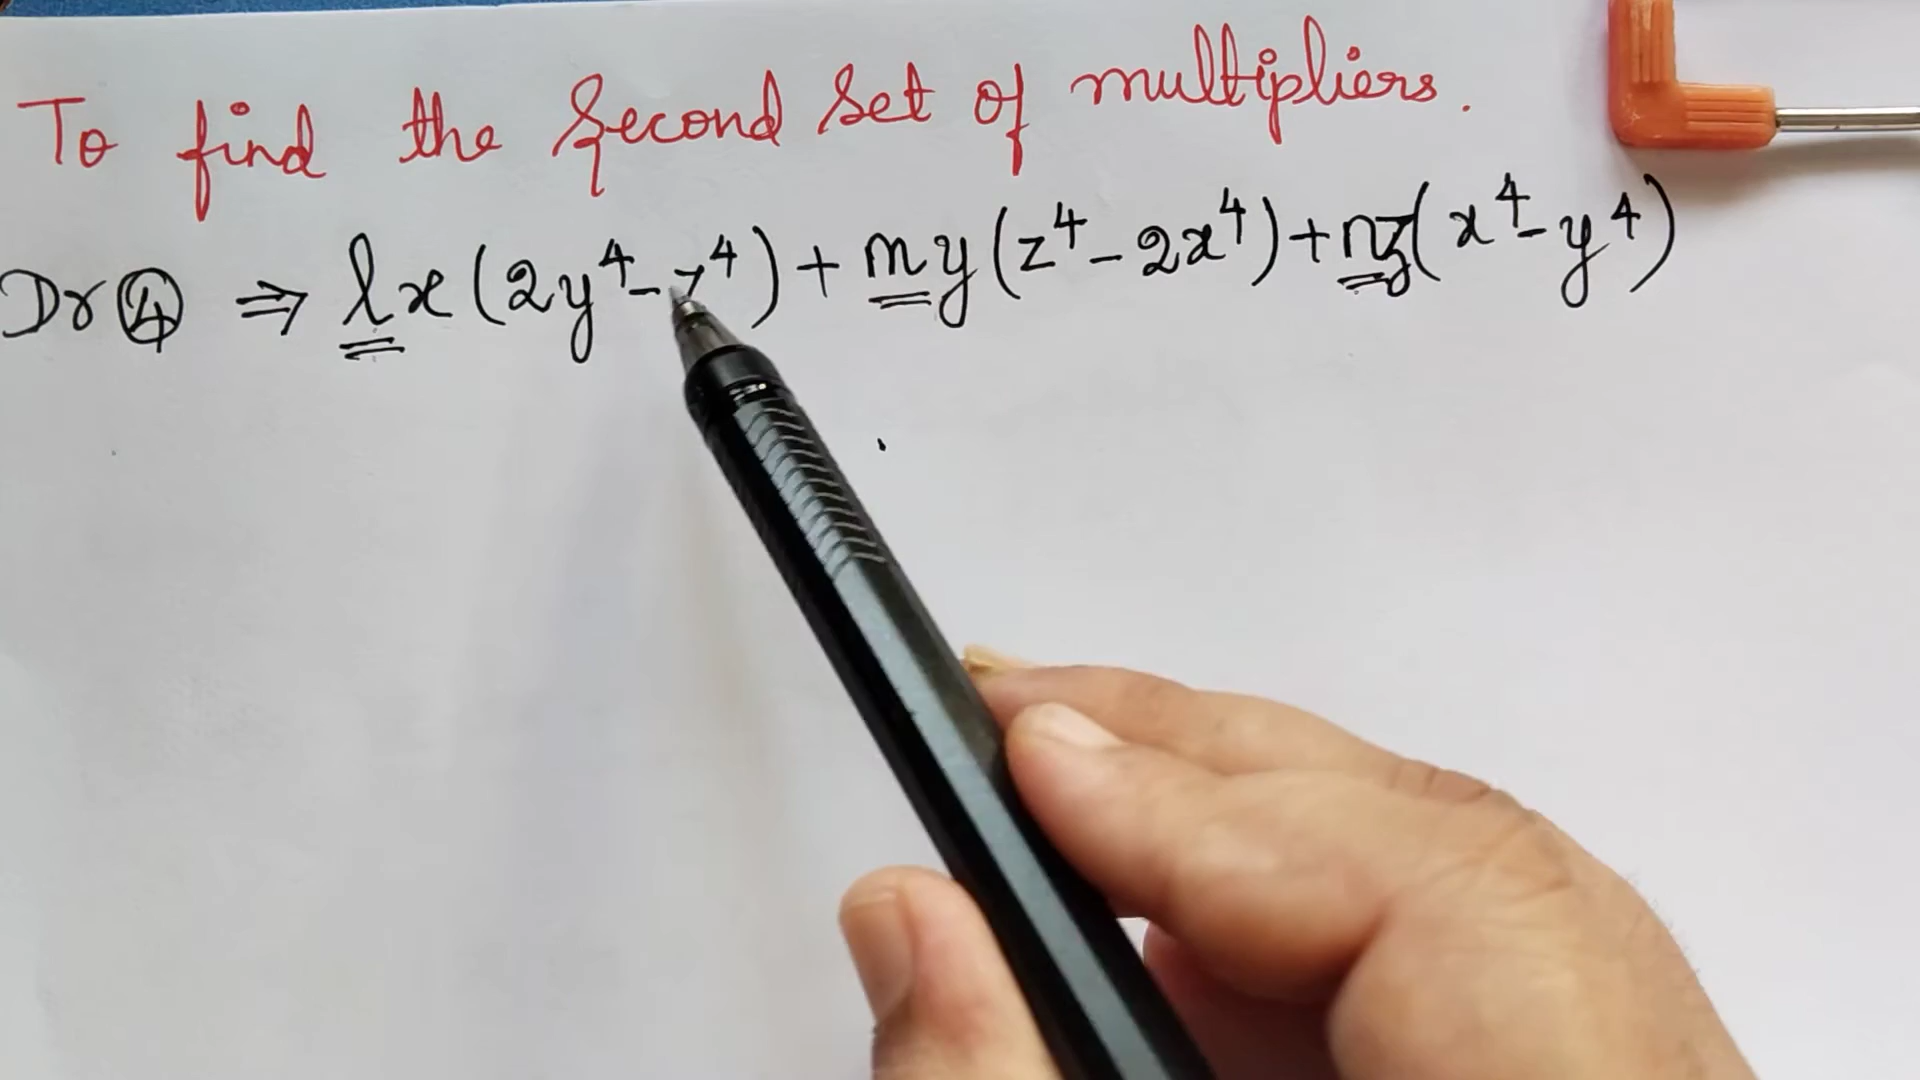 To find the Second Set of multipliers.
Dr ④ ⇒ lx (2y⁴ - z⁴) + my (z⁴ - 2x⁴) + nz (x⁴ - y⁴)